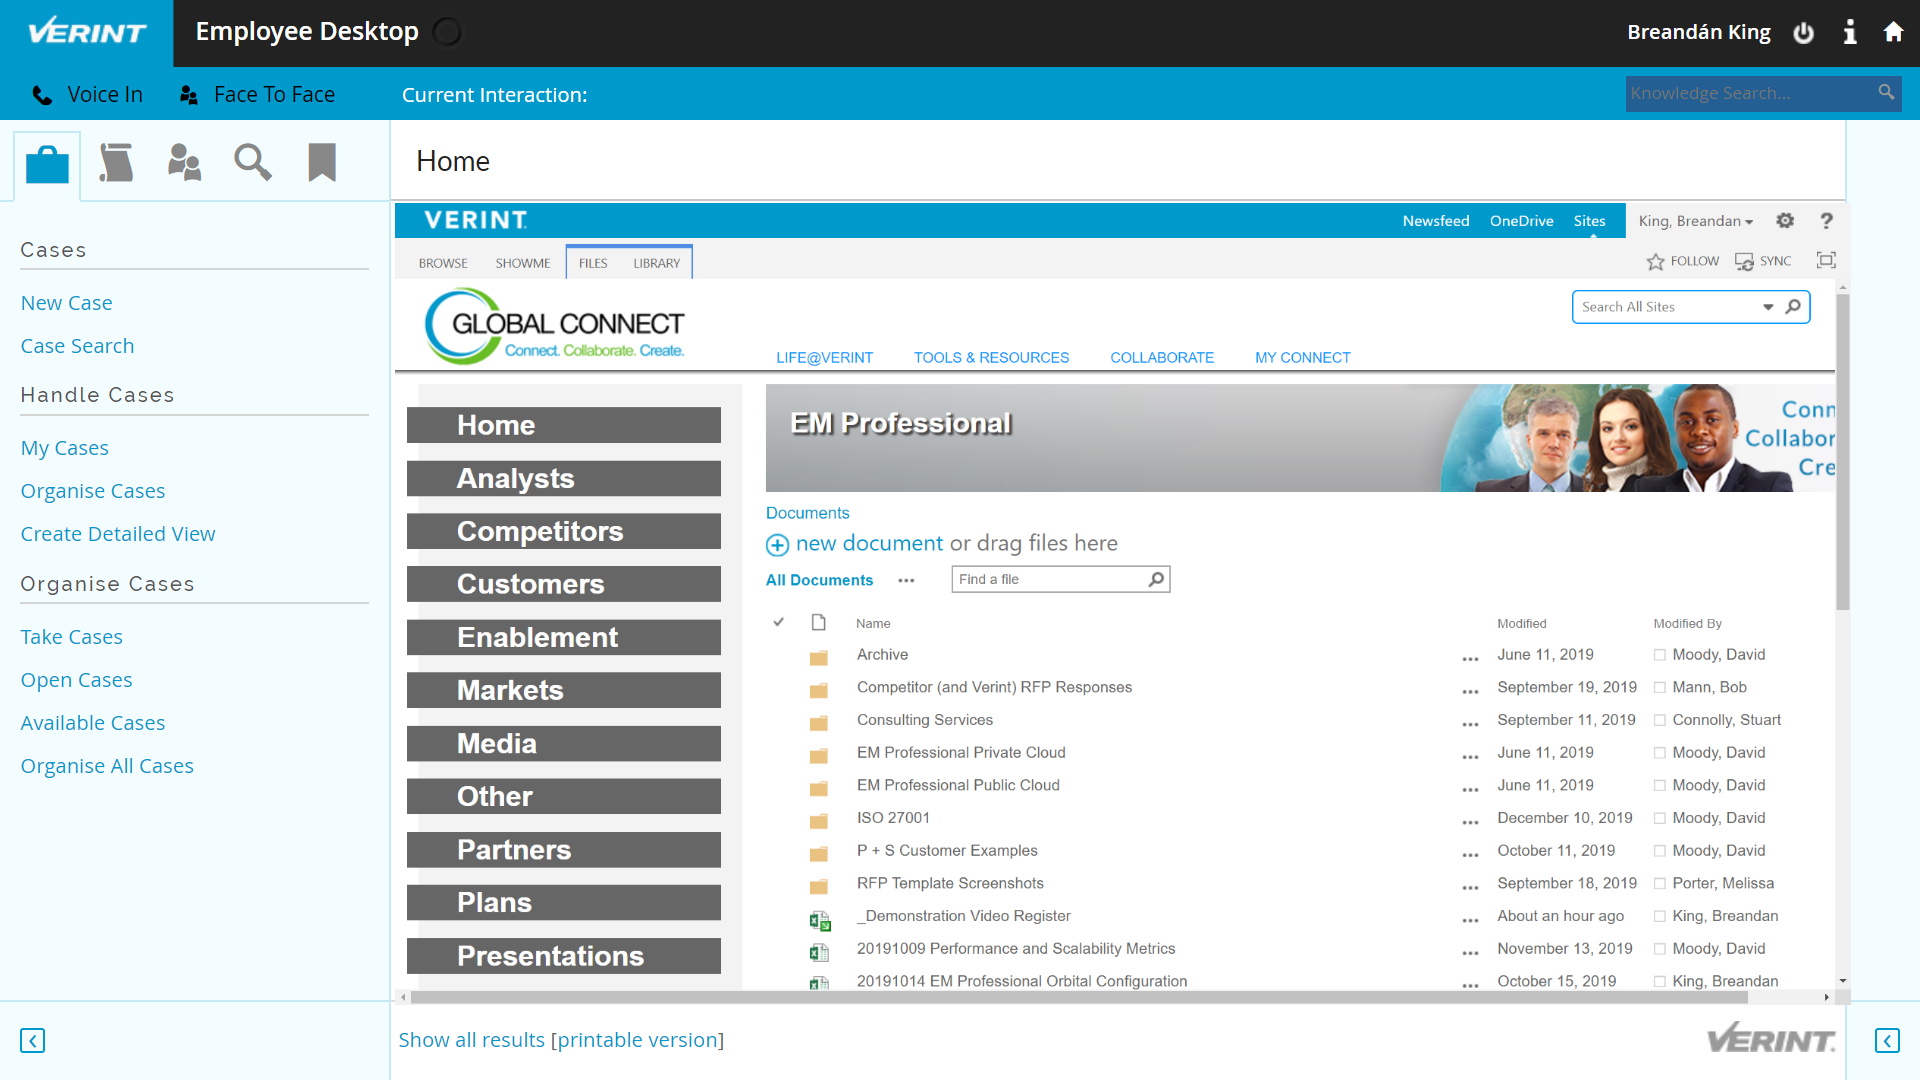 VERINT
Employee Desktop
Breandán King
Voice In
Face To Face
Current Interaction:
Knowledge Search...
Home
Cases
New Case
Case Search
Handle Cases
My Cases
Organise Cases
Create Detailed View
Organise Cases
Take Cases
Open Cases
Available Cases
Organise All Cases
VERINT.
Newsfeed OneDrive Sites
King, Breandan
?
BROWSE SHOWME FILES LIBRARY
FOLLOW SYNC
GLOBAL CONNECT
Connect. Collaborate. Create.
Search All Sites
LIFE@VERINT TOOLS & RESOURCES COLLABORATE MY CONNECT
Home
Analysts
Competitors
Customers
Enablement
Markets
Media
Other
Partners
Plans
Presentations
EM Professional
Conn
Collabor
Cre
Documents
new document or drag files here
All Documents ... Find a file
Name Modified Modified By
Archive ... June 11, 2019 Moody, David
Competitor (and Verint) RFP Responses ... September 19, 2019 Mann, Bob
Consulting Services ... September 11, 2019 Connolly, Stuart
EM Professional Private Cloud ... June 11, 2019 Moody, David
EM Professional Public Cloud ... June 11, 2019 Moody, David
ISO 27001 ... December 10, 2019 Moody, David
P + S Customer Examples ... October 11, 2019 Moody, David
RFP Template Screenshots ... September 18, 2019 Porter, Melissa
_Demonstration Video Register ... About an hour ago King, Breandan
20191009 Performance and Scalability Metrics ... November 13, 2019 Moody, David
20191014 EM Professional Orbital Configuration ... October 15, 2019 King, Breandan
Show all results [printable version]
VERINT.